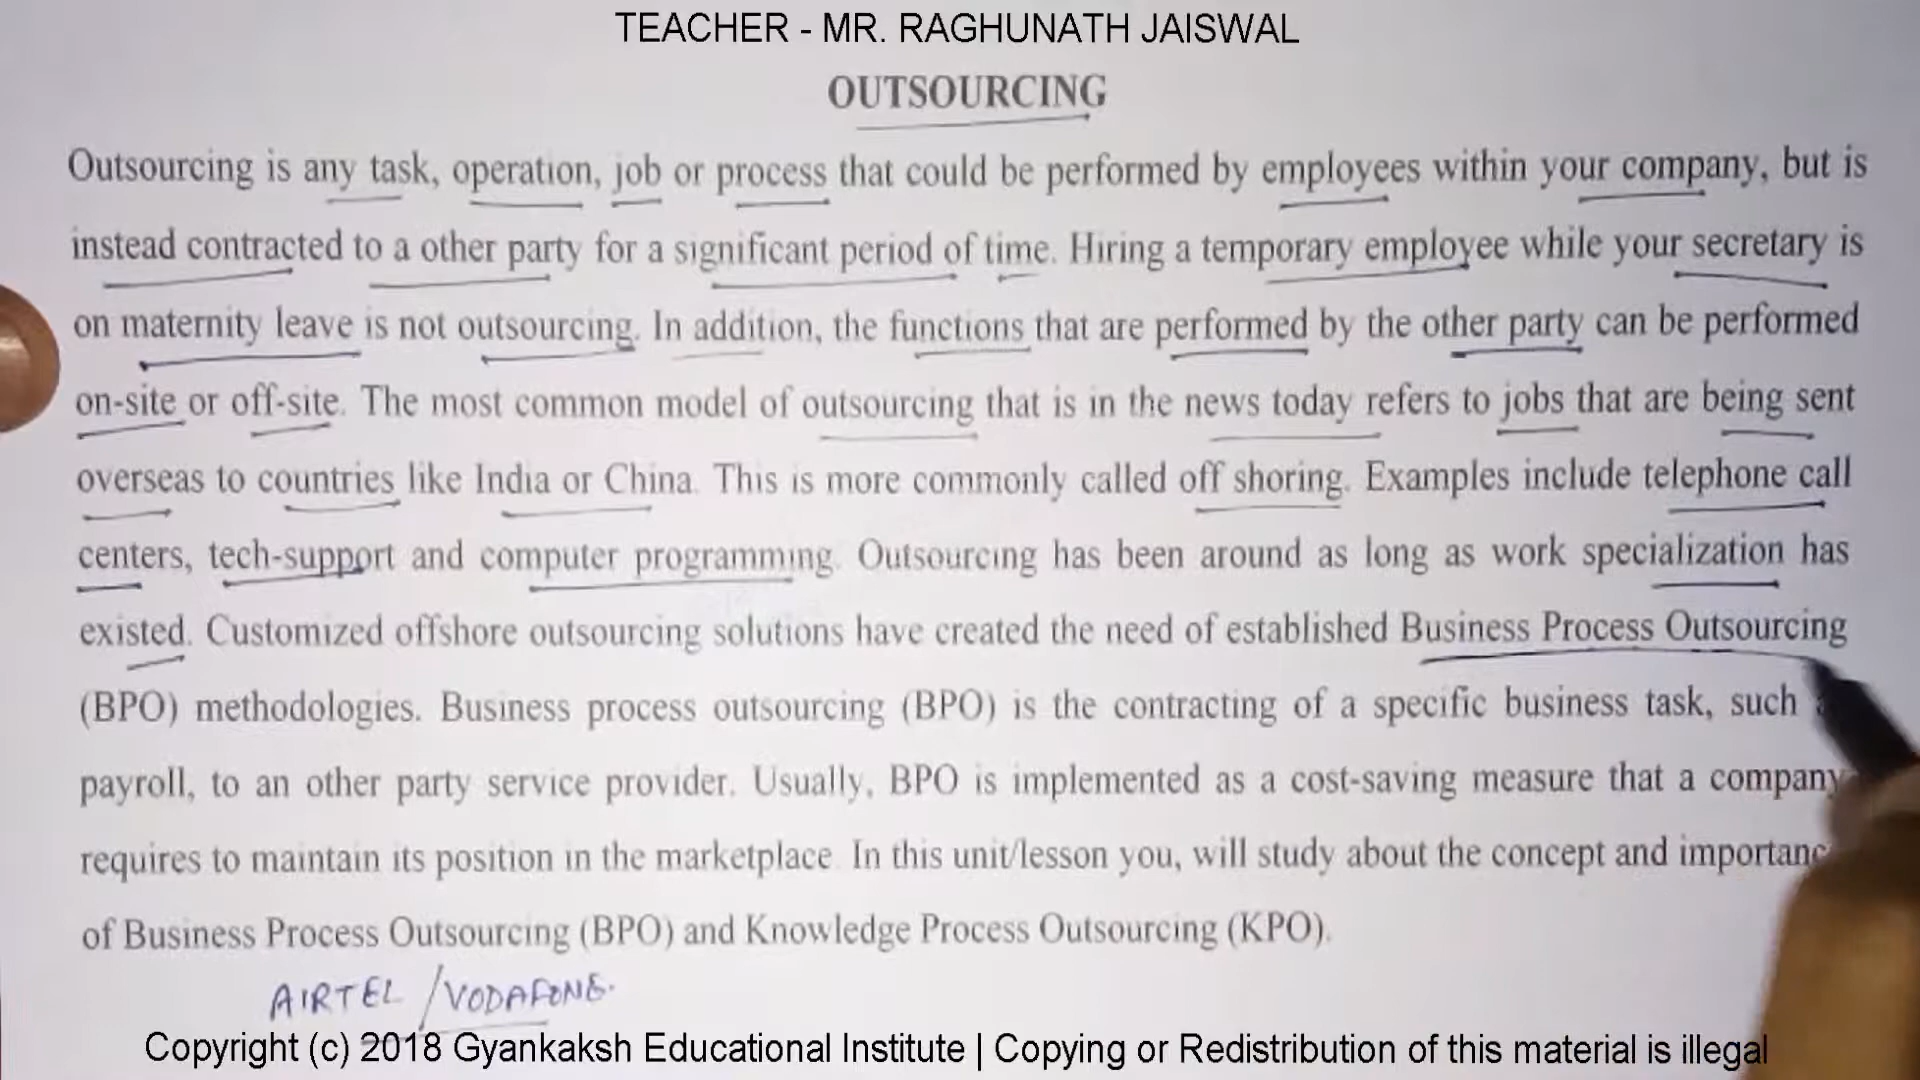 TEACHER - MR. RAGHUNATH JAISWAL
OUTSOURCING
Outsourcing is any task, operation, job or process that could be performed by employees within your company, but is
instead contracted to a other party for a significant period of time. Hiring a temporary employee while your secretary is
on maternity leave is not outsourcing. In addition, the functions that are performed by the other party can be performed
on-site or off-site. The most common model of outsourcing that is in the news today refers to jobs that are being sent
overseas to countries like India or China. This is more commonly called off shoring. Examples include telephone call
centers, tech-support and computer programming. Outsourcing has been around as long as work specialization has
existed. Customized offshore outsourcing solutions have created the need of established Business Process Outsourcing
(BPO) methodologies. Business process outsourcing (BPO) is the contracting of a specific business task, such
payroll, to an other party service provider. Usually, BPO is implemented as a cost-saving measure that a company
requires to maintain its position in the marketplace. In this unit/lesson you, will study about the concept and
of Business Process Outsourcing (BPO) and Knowledge Process Outsourcing (KPO).
AIRTEL / VODAFONE.
Copyright (c) 2018 Gyankaksh Educational Institute | Copying or Redistribution of this material is illegal